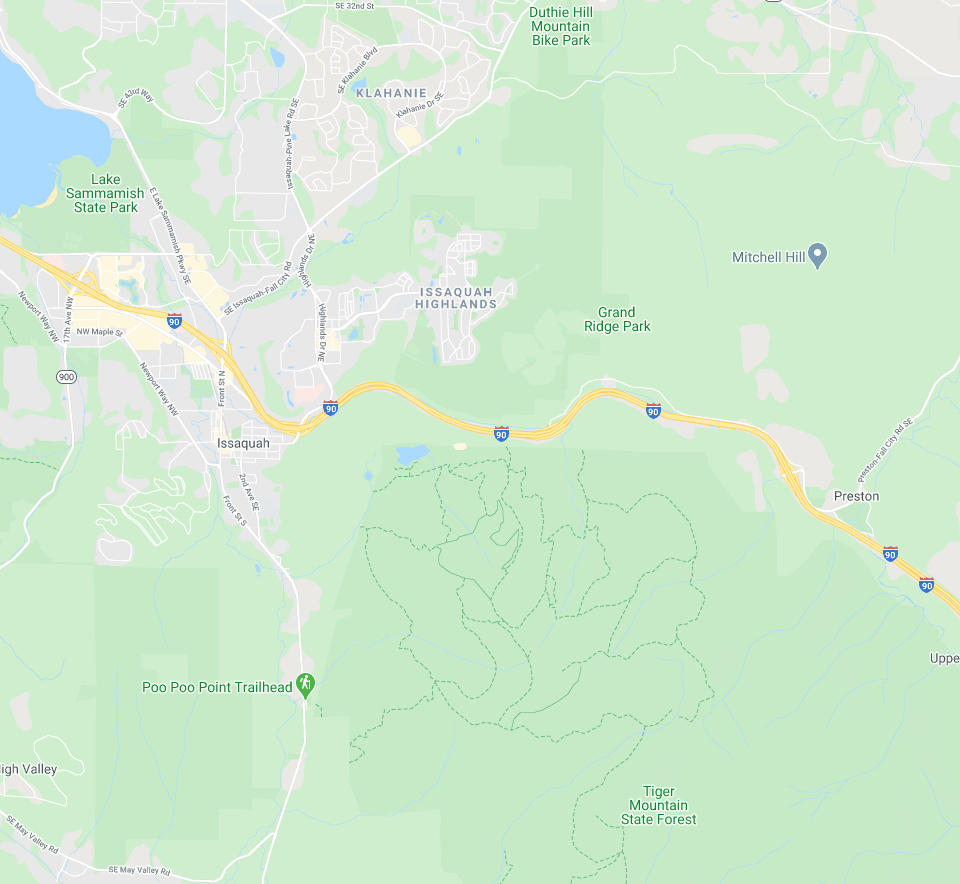 SE 32nd St
Duthie Hill
Mountain
Bike Park
SE Klahanie Blvd
KLAHANIE
Klahanie Dr SE
SE 43rd Way
Issaquah-Pine Lake Rd SE
Lake
Sammamish
State Park
E Lake Sammamish Pkwy SE
Highlands Dr NE
Mitchell Hill
SE Issaquah-Fall City Rd
ISSAQUAH
HIGHLANDS
Newport Way NW
17th Ave NW
90
NW Maple St
Highlands Dr NE
Grand
Ridge Park
900
Newport Way NW
Front St N
90
90
90
Issaquah
Preston-Fall City Rd SE
2nd Ave SE
Front St S
Preston
90
90
Uppe
Poo Poo Point Trailhead
igh Valley
Tiger
Mountain
State Forest
SE May Valley Rd
SE May Valley Rd